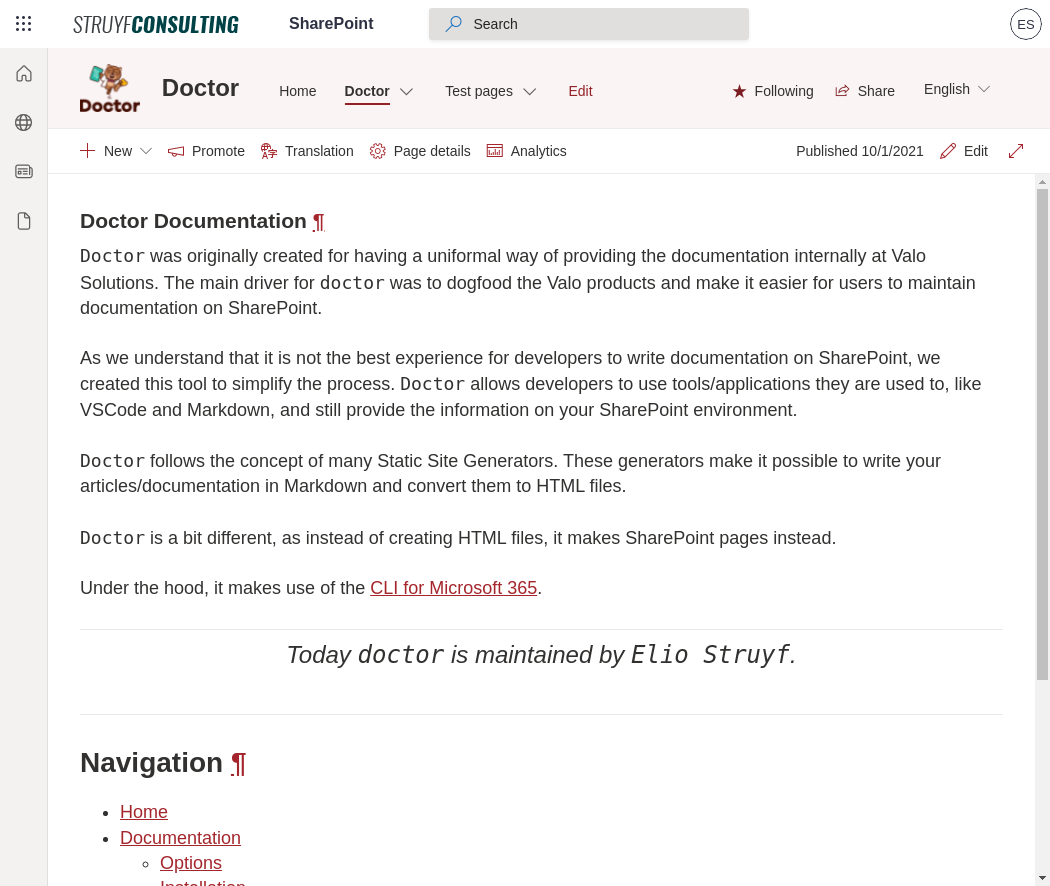 STRUYFCONSULTING SharePoint Search ES
Doctor Doctor Home Doctor Test pages Edit Following Share English
New Promote Translation Page details Analytics Published 10/1/2021 Edit
Doctor Documentation ¶
Doctor was originally created for having a uniformal way of providing the documentation internally at Valo
Solutions. The main driver for doctor was to dogfood the Valo products and make it easier for users to maintain
documentation on SharePoint.
As we understand that it is not the best experience for developers to write documentation on SharePoint, we
created this tool to simplify the process. Doctor allows developers to use tools/applications they are used to, like
VSCode and Markdown, and still provide the information on your SharePoint environment.
Doctor follows the concept of many Static Site Generators. These generators make it possible to write your
articles/documentation in Markdown and convert them to HTML files.
Doctor is a bit different, as instead of creating HTML files, it makes SharePoint pages instead.
Under the hood, it makes use of the CLI for Microsoft 365.
Today doctor is maintained by Elio Struyf.
Navigation ¶
Home
Documentation
Options
Installation